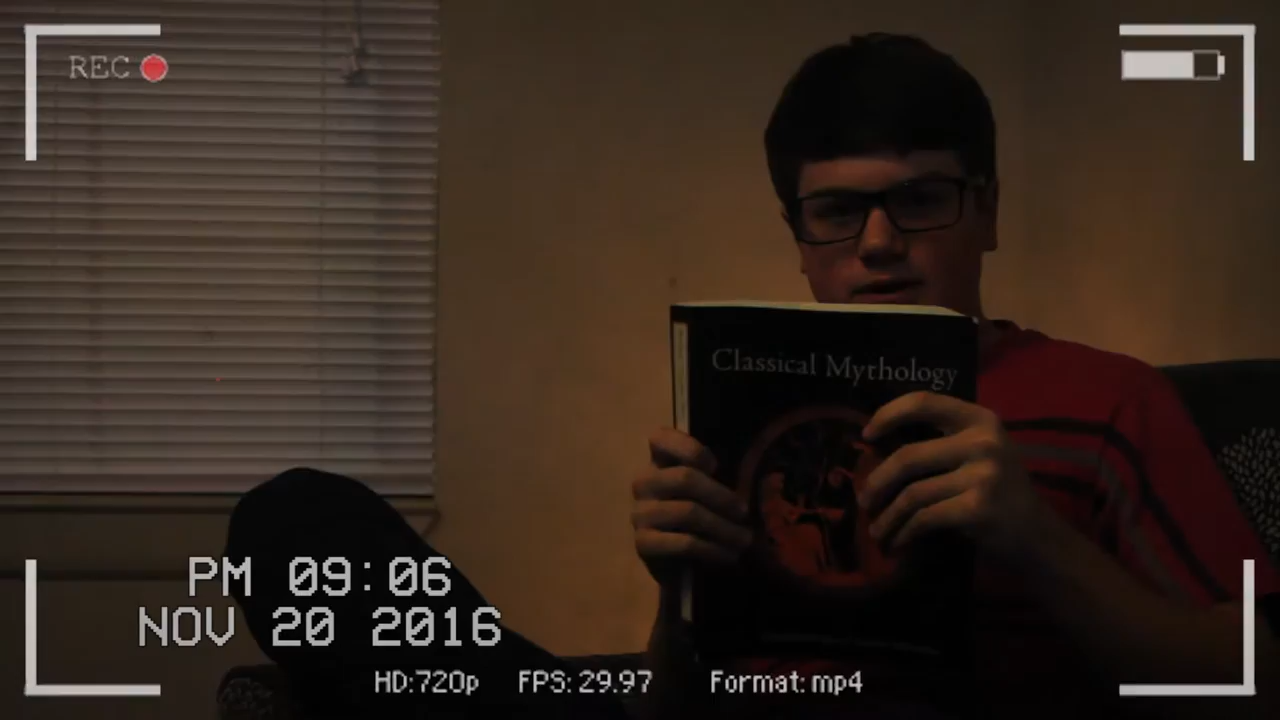 REC
Classical Mythology
PM 09:06
NOV 20 2016
HD:720p FPS: 29.97 Format: mp4